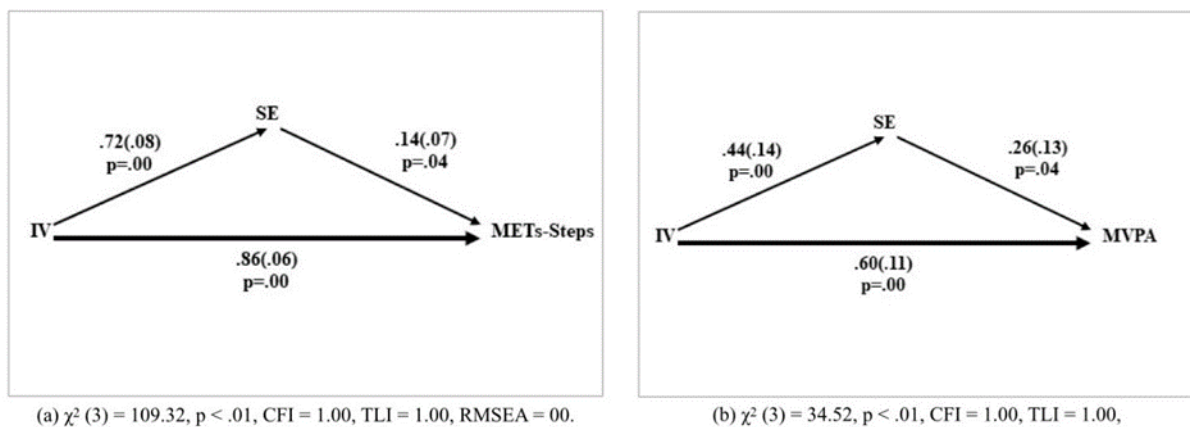 SE
.72(.08)
p=.00
.14(.07)
p=.04
IV
METs-Steps
.86(.06)
p=.00
(a) χ² (3) = 109.32, p < .01, CFI = 1.00, TLI = 1.00, RMSEA = 00.
SE
.44(.14)
p=.00
.26(.13)
p=.04
IV
MVPA
.60(.11)
p=.00
(b) χ² (3) = 34.52, p < .01, CFI = 1.00, TLI = 1.00,